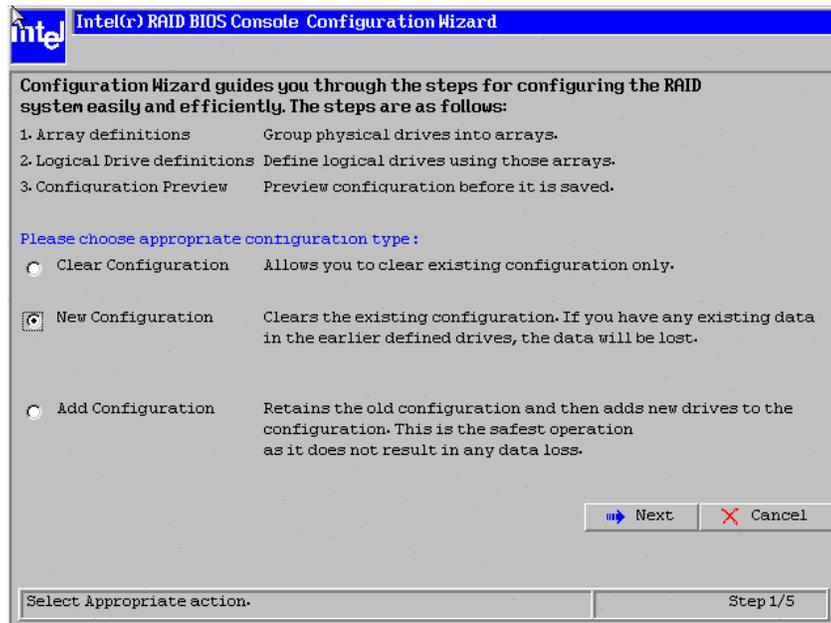 Intel(r) RAID BIOS Console Configuration Wizard
intel
Configuration Wizard guides you through the steps for configuring the RAID
system easily and efficiently. The steps are as follows:
1. Array definitions Group physical drives into arrays.
2. Logical Drive definitions Define logical drives using those arrays.
3. Configuration Preview Preview configuration before it is saved.
Please choose appropriate configuration type:
Clear Configuration Allows you to clear existing configuration only.
New Configuration Clears the existing configuration. If you have any existing data
in the earlier defined drives, the data will be lost.
Add Configuration Retains the old configuration and then adds new drives to the
configuration. This is the safest operation
as it does not result in any data loss.
Next Cancel
Select Appropriate action. Step 1/5